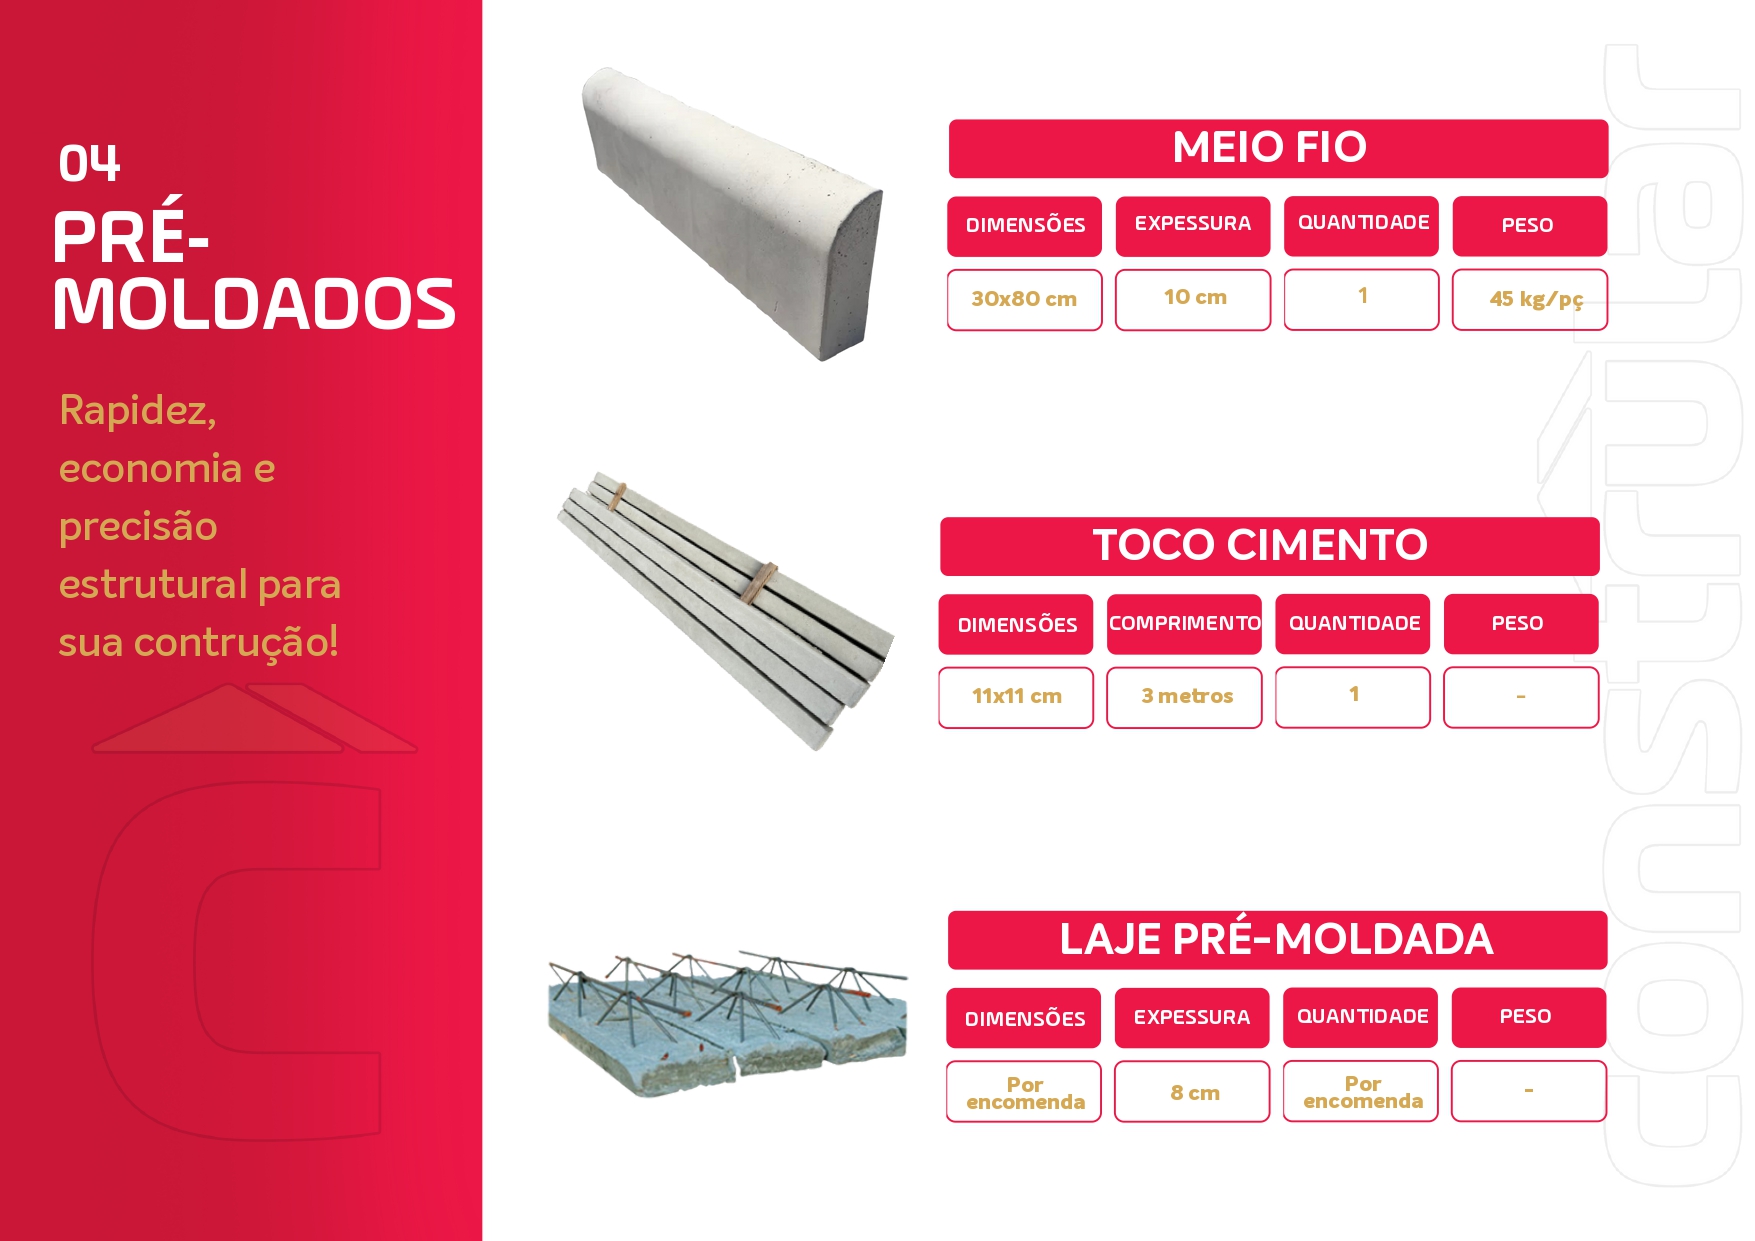 04
PRÉ-
MOLDADOS
Rapidez,
economia e
precisão
estrutural para
sua contrução!
MEIO FIO
DIMENSÕES EXPESSURA QUANTIDADE PESO
30x80 cm 10 cm 1 45 kg/pç
TOCO CIMENTO
DIMENSÕES COMPRIMENTO QUANTIDADE PESO
11x11 cm 3 metros 1 -
LAJE PRÉ-MOLDADA
DIMENSÕES EXPESSURA QUANTIDADE PESO
Por encomenda 8 cm Por encomenda -
construtar